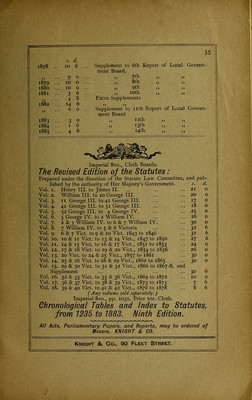 35
s. d.
1878 ... 10 6 ... Supplement to 6th Report of Local Government Board.
... 9 0 ... ,, 7th ,,
1879 ... 10 0 ... ,, 8th ,,
1880 ... 10 0 ... ,, 9th ,,
1881 ... 3 6 ... ,, 10th ,,
... 4 8 ... Extra Supplements
1882 ... 14 6 ... ,,
,, ... 6 0 ... Supplement to 11th Report of Local Government Board
1883 ... 3 0 ... ,, 12th ,,
1884 ... 1 6 ... ,, 13th ,,
1885 ... 4 6 ... ,, 14th ,,
Imperial 8vo., Cloth Boards.
The Revised Edition of the Statutes:
Prepared under the direction of the Statute Law Committee, and published by the authority of Her Majesty's Government. s. d.
Vol. 1. Henry III. to James II. 21 0
Vol. 2. William III. to 10 George III. 20 0
Vol. 3. 11 George III. to 41 George III. 17 0
Vol. 4. 41 George III. to 51 George III. 18 0
Vol. 5. 52 George III. to 4 George IV. 25 0
Vol. 6. 5 George IV. to 2 William IV. 26 0
Vol. 7. 2 & 3 William IV. to 6 & 7 William IV. 30 0
Vol. 8. 7 William IV. to 5 & 6 Victoria 32 6
Vol. 9. 6 & 7 Vict. to 9 & 10 Vict. 1843 to 1846 31 6
Vol. 10. 10 & 11 Vict. to 13 & 14 Vict., 1847 to 1850 27 6
Vol. 11. 14 & 15 Vict. to 16 & 17 Vict., 1851 to 1853 24 0
Vol. 12. 17 & 18 Vict. to 19 & 20 Vict., 1854 to 1856 26 0
Vol. 13. 20 Vict. to 24 & 25 Vict., 1857 to 1861 30 0
Vol. 14. 25 & 26 Vict. to 28 & 29 Vict., 1862 to 1865 30 0
Vol. 15. 29 & 30 Vict. to 31 & 32 Vict., 1866 to 1867-8, and Supplement 30 6
Vol. 16. 32 & 33 Vict. to 35 & 36 Vict., 1869 to 1872 10 0
Vol. 17. 36 & 37 Vict. to 38 & 39 Vict., 1873 to 1875 7 6
Vol. 18. 39 & 40 Vict. to 41 & 42 Vict., 1876 to 1878 8 6
(Any volume sold separately.)
Imperial 8vo., pp. 1031, Price 10s. Cloth.
Chronological Tables and Index to Statutes,
from 1235 to 1883. Ninth Edition.
All Acts, Parliamentary Papers, and Reports, may be ordered of
Messrs. KNIGHT & CO.
KNIGHT & CO., 90 FLEET STREET.